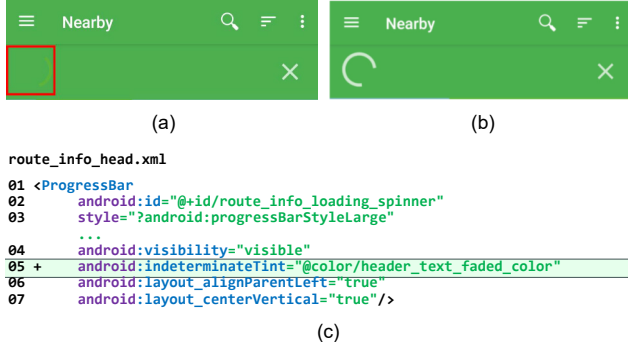 Nearby
Nearby
(a)
(b)
route_info_head.xml
01 <ProgressBar
02 android:id="@+id/route_info_loading_spinner"
03 style="?android:progressBarStyleLarge"
...
04 android:visibility="visible"
05 + android:indeterminateTint="@color/header_text_faded_color"
06 android:layout_alignParentLeft="true"
07 android:layout_centerVertical="true"/>
(c)